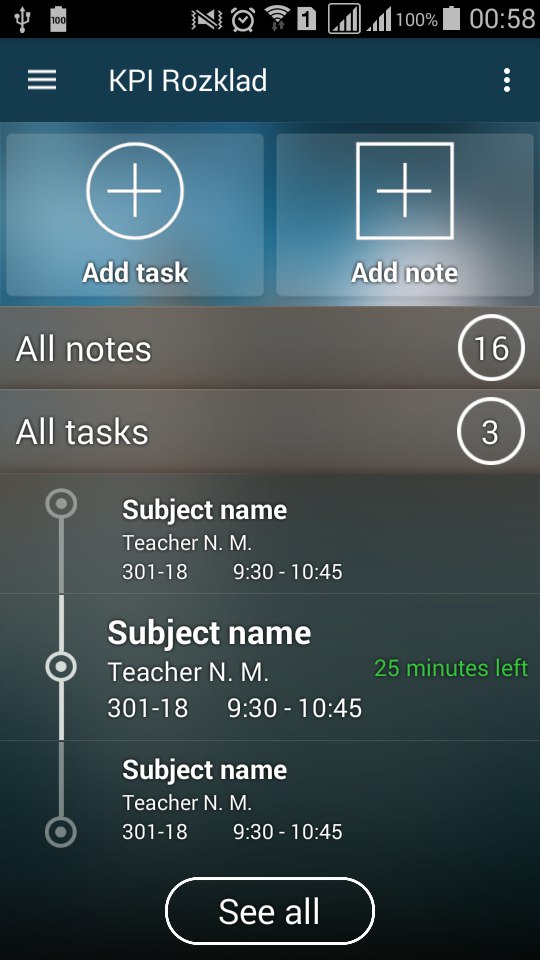 100
1
100%
00:58
KPI Rozklad
Add task
Add note
All notes
16
All tasks
3
Subject name
Teacher N. M.
301-18 9:30 - 10:45
Subject name
Teacher N. M.
25 minutes left
301-18 9:30 - 10:45
Subject name
Teacher N. M.
301-18 9:30 - 10:45
See all